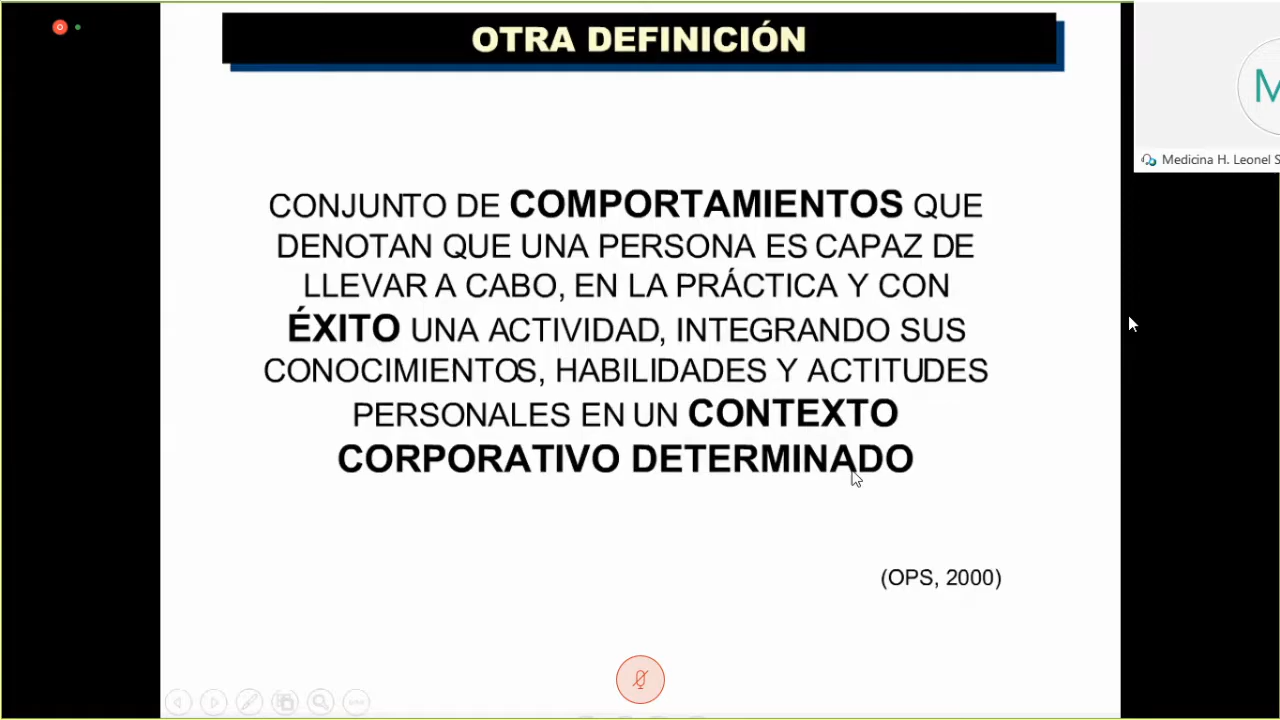 OTRA DEFINICIÓN
CONJUNTO DE COMPORTAMIENTOS QUE
DENOTAN QUE UNA PERSONA ES CAPAZ DE
LLEVAR A CABO, EN LA PRÁCTICA Y CON
ÉXITO UNA ACTIVIDAD, INTEGRANDO SUS
CONOCIMIENTOS, HABILIDADES Y ACTITUDES
PERSONALES EN UN CONTEXTO
CORPORATIVO DETERMINADO
(OPS, 2000)
M
Medicina H. Leonel S